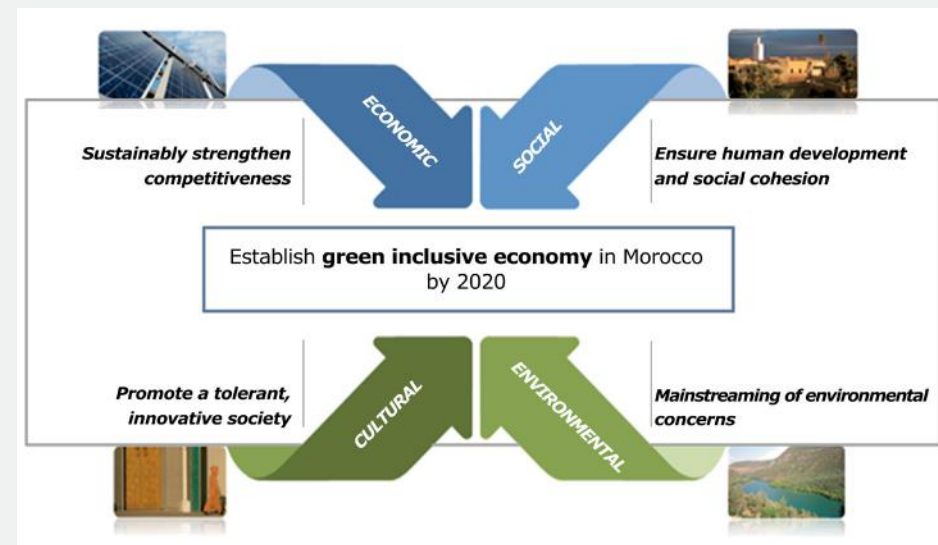 ECONOMIC
SOCIAL
Sustainably strengthen
competitiveness
Ensure human development
and social cohesion
Establish green inclusive economy in Morocco
by 2020
Promote a tolerant,
innovative society
CULTURAL
ENVIRONMENTAL
Mainstreaming of environmental
concerns